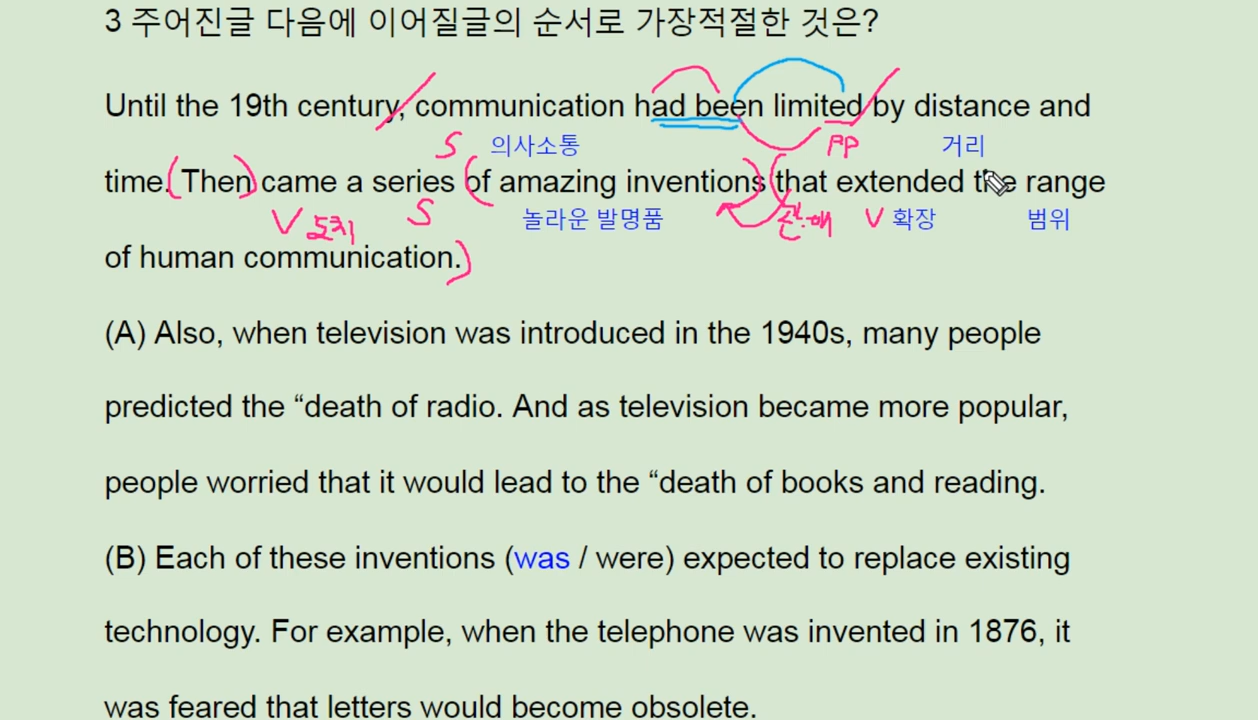 3 주어진글 다음에 이어질글의 순서로 가장적절한 것은?
Until the 19th century, communication had been limited by distance and
S 의사소통 PP 거리
time. (Then) came a series (of amazing inventions) (that extended the range
V 도치 S 놀라운 발명품 관.대 V 확장 범위
of human communication.)
(A) Also, when television was introduced in the 1940s, many people
predicted the “death of radio. And as television became more popular,
people worried that it would lead to the “death of books and reading.
(B) Each of these inventions (was / were) expected to replace existing
technology. For example, when the telephone was invented in 1876, it
was feared that letters would become obsolete.